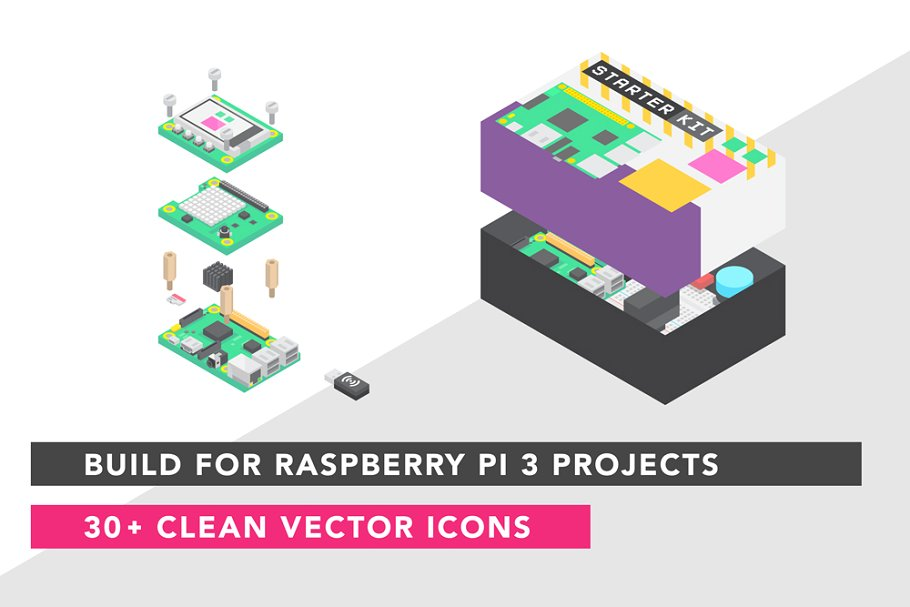 STARTER KIT
BUILD FOR RASPBERRY PI 3 PROJECTS
30+ CLEAN VECTOR ICONS